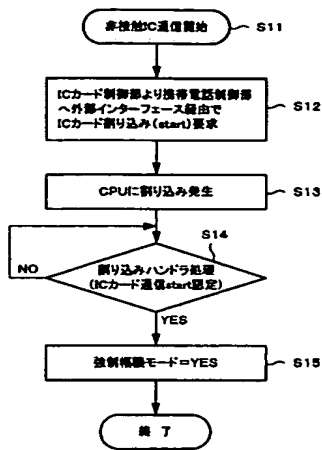 非接触IC通信開始
S11
ICカード制御部より携帯電話制御部
へ外部インターフェース経由で
ICカード割り込み(start)要求
S12
CPUに割り込み発生
S13
S14
割り込みハンドラ処理
(ICカード通信start認定)
NO
YES
強制輻輳モード=YES
S15
終 了